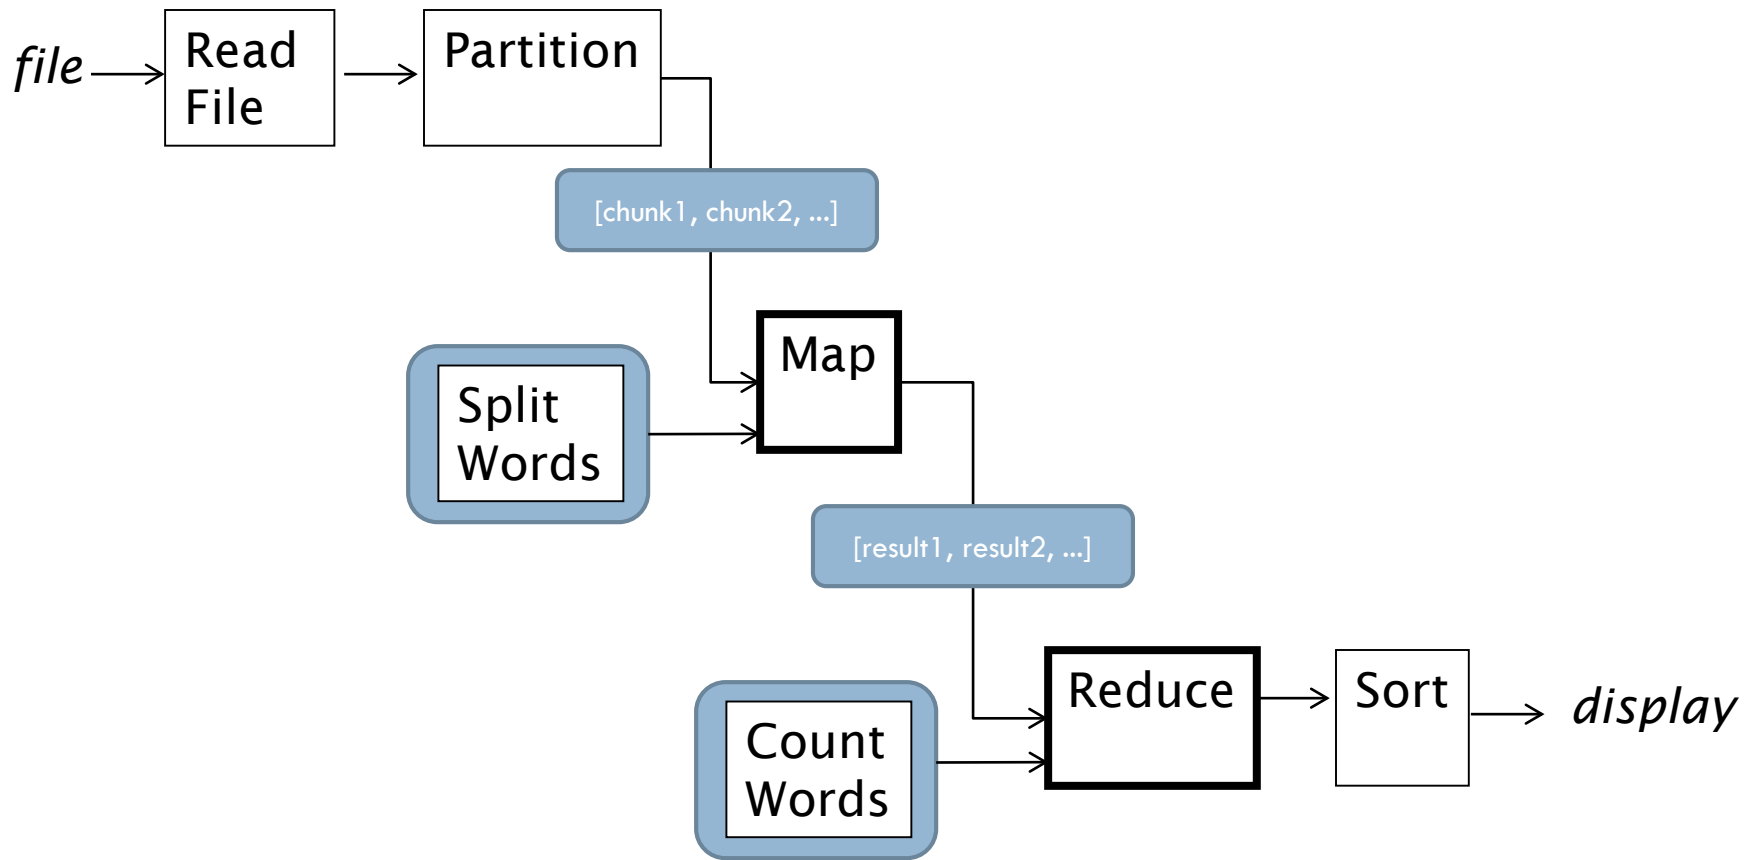 file
Read
File
Partition
[chunk1, chunk2, ...]
Map
Split
Words
[result1, result2, ...]
Reduce
Sort
display
Count
Words